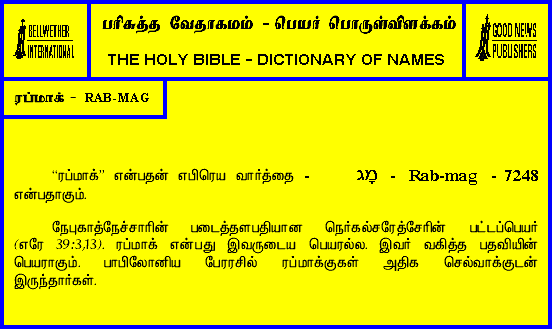 BELLWETHER
INTERNATIONAL
பரிசுத்த வேதாகமம் - பெயர் பொருள்விளக்கம்
THE HOLY BIBLE - DICTIONARY OF NAMES
GOOD NEWS
PUBLISHERS
ரப்மாக் - RAB-MAG
“ரப்மாக்” என்பதன் எபிரெய வார்த்தை - מָג - Rab-mag - 7248
என்பதாகும்.
நேபுகாத்நேச்சாரின் படைத்தளபதியான நெர்கல்சரேத்சேரின் பட்டப்பெயர்
(எரே 39:3,13). ரப்மாக் என்பது இவருடைய பெயரல்ல. இவர் வகித்த பதவியின்
பெயராகும். பாபிலோனிய பேரரசில் ரப்மாக்குகள் அதிக செல்வாக்குடன்
இருந்தார்கள்.